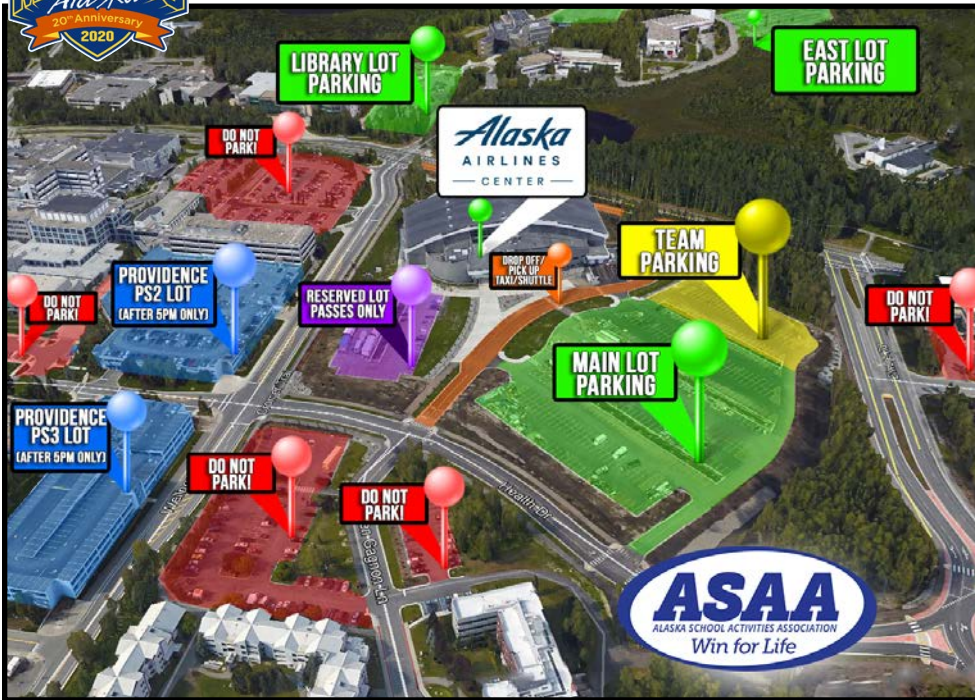 20th Anniversary
2020
LIBRARY LOT
PARKING
EAST LOT
PARKING
DO NOT
PARK!
Alaska
AIRLINES
CENTER
TEAM
PARKING
PROVIDENCE
PS2 LOT
(AFTER 5PM ONLY)
RESERVED LOT
PASSES ONLY
DROP OFF/
PICK UP
TAXI/SHUTTLE
DO NOT
PARK!
DO NOT
PARK!
MAIN LOT
PARKING
PROVIDENCE
PS3 LOT
(AFTER 5PM ONLY)
DO NOT
PARK!
DO NOT
PARK!
Health Dr
Gagnon Ln
ASAA
ALASKA SCHOOL ACTIVITIES ASSOCIATION
Win for Life